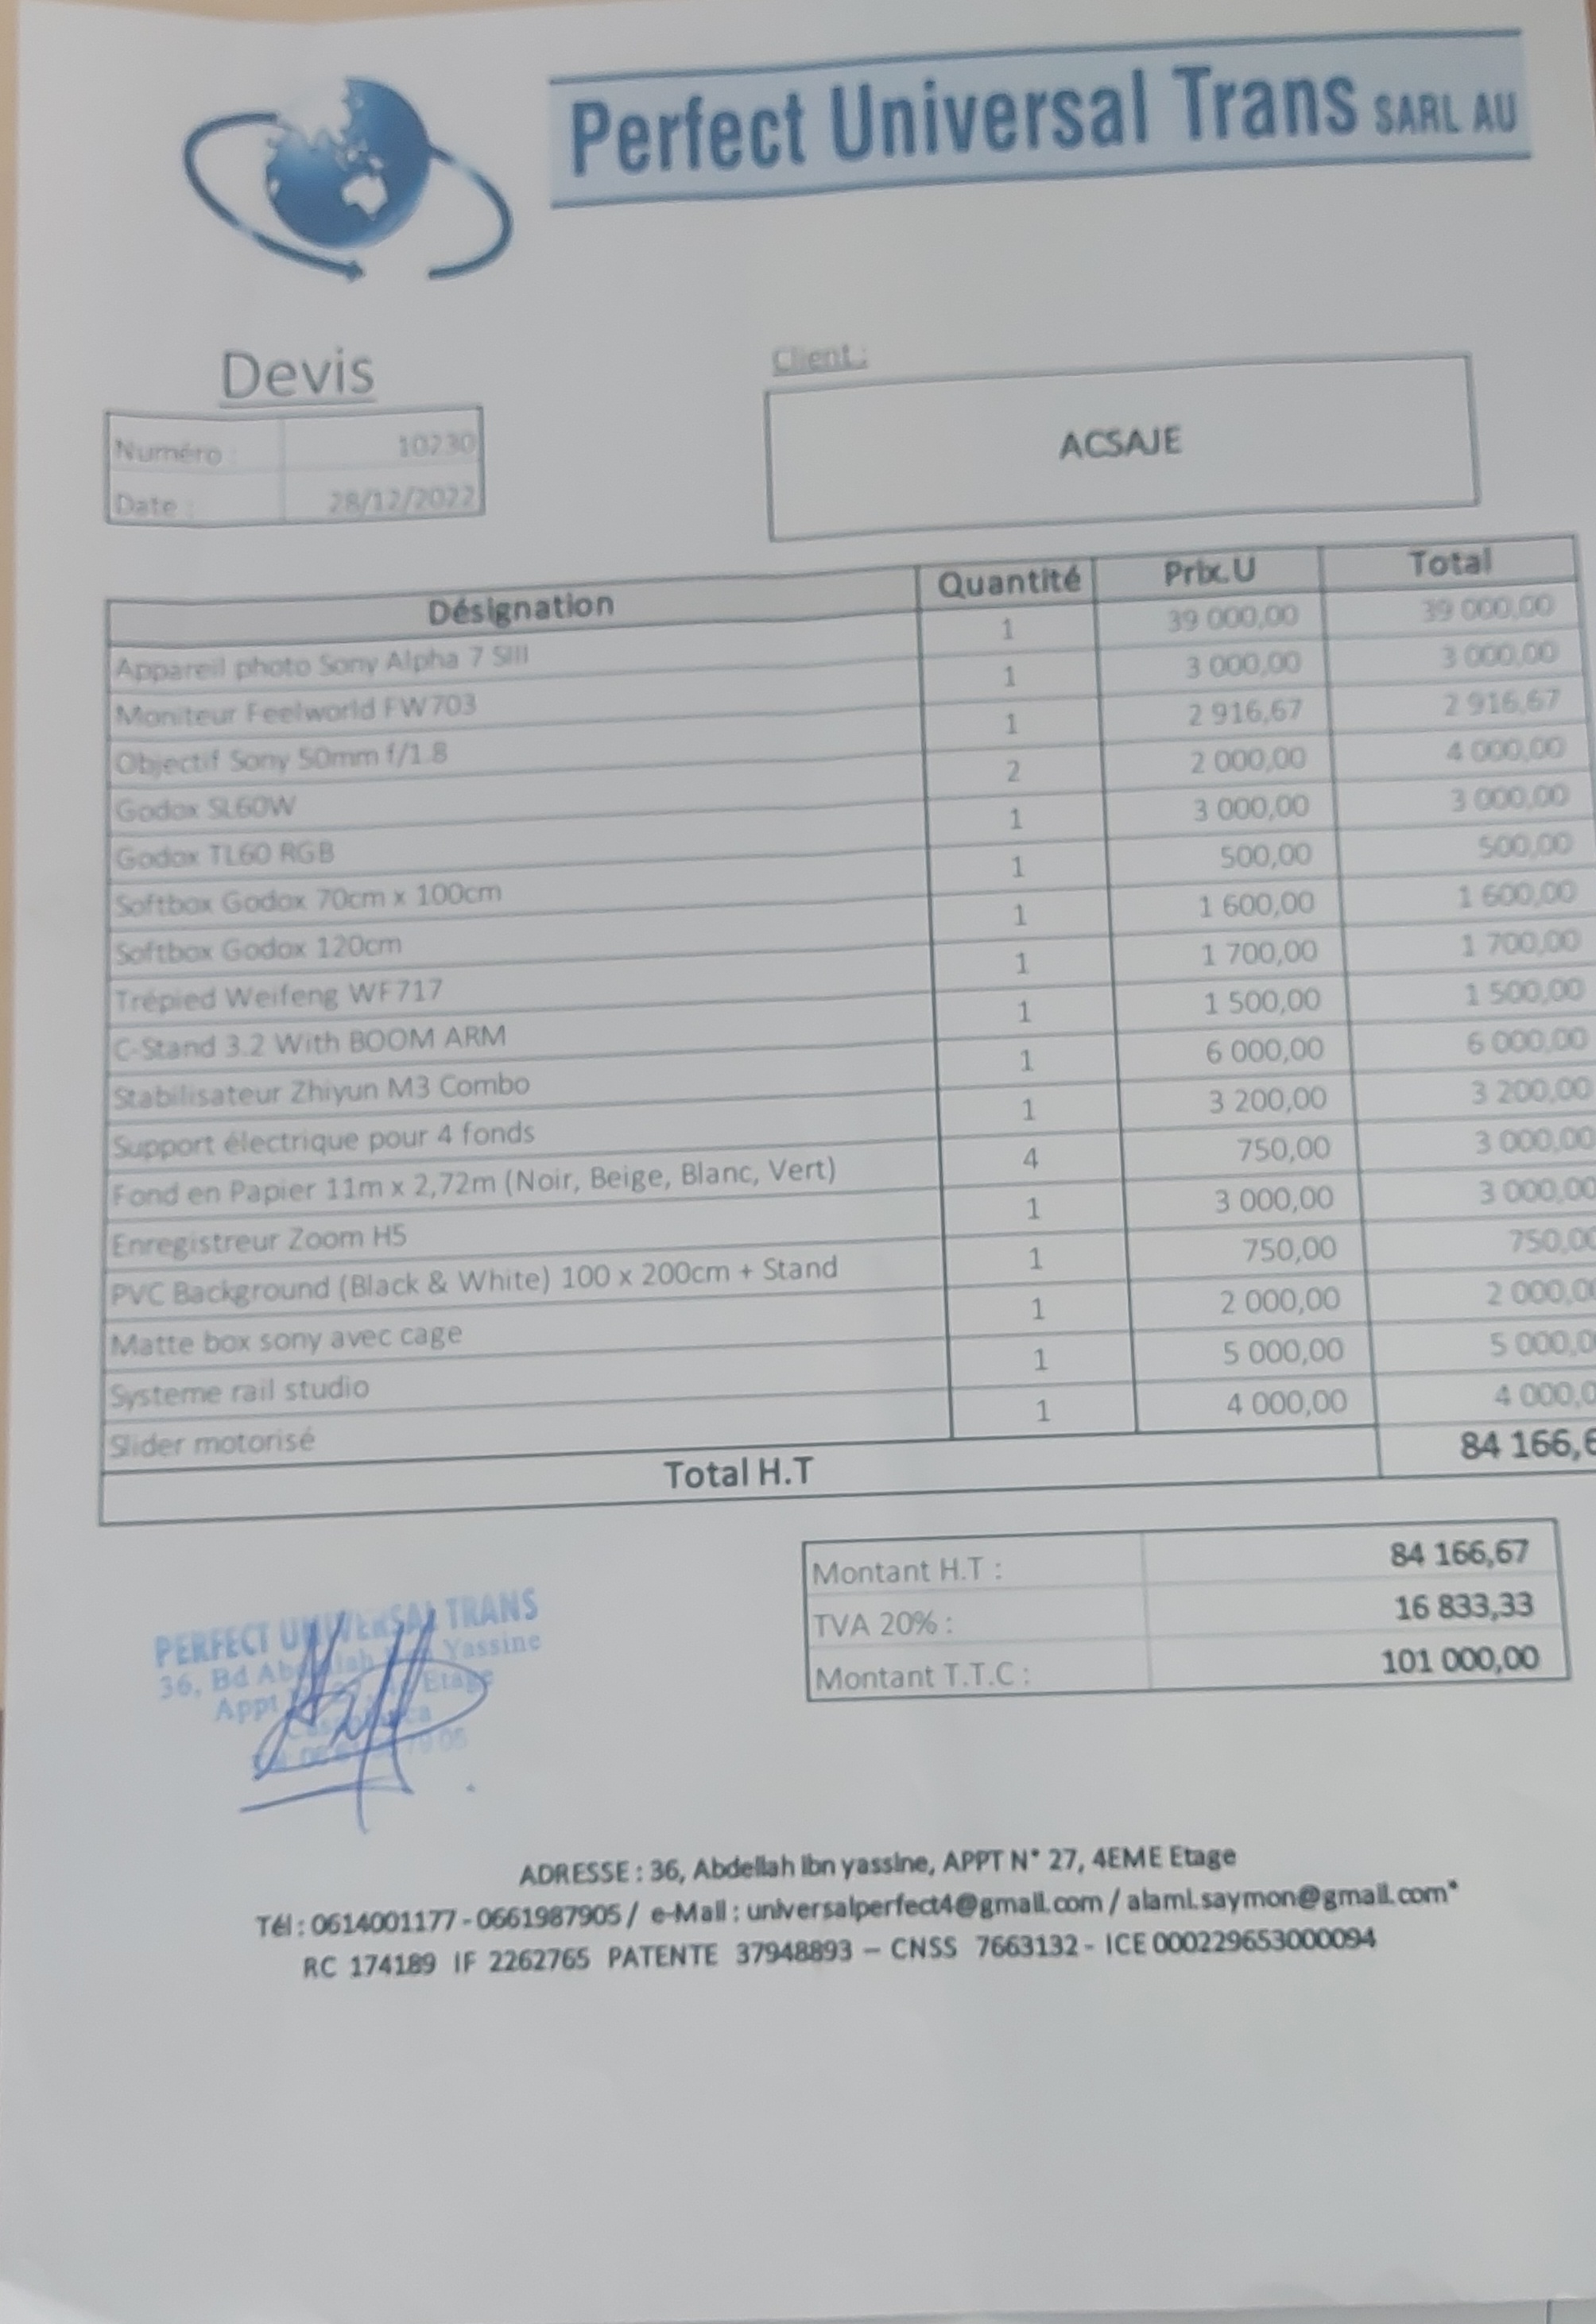 Perfect Universal Trans SARL AU
Devis
Client :
Numéro : 10230
Date : 28/12/2022
ACSAJE
Désignation Quantité Prix.U Total
Appareil photo Sony Alpha 7 SIII 1 39 000,00 39 000,00
Moniteur Feelworld FW703 1 3 000,00 3 000,00
Objectif Sony 50mm f/1.8 1 2 916,67 2 916,67
Godox SL60W 2 2 000,00 4 000,00
Godox TL60 RGB 1 3 000,00 3 000,00
Softbox Godox 70cm x 100cm 1 500,00 500,00
Softbox Godox 120cm 1 1 600,00 1 600,00
Trépied Weifeng WF717 1 1 700,00 1 700,00
C-Stand 3.2 With BOOM ARM 1 1 500,00 1 500,00
Stabilisateur Zhiyun M3 Combo 1 6 000,00 6 000,00
Support électrique pour 4 fonds 1 3 200,00 3 200,00
Fond en Papier 11m x 2,72m (Noir, Beige, Blanc, Vert) 4 750,00 3 000,00
Enregistreur Zoom H5 1 3 000,00 3 000,00
PVC Background (Black & White) 100 x 200cm + Stand 1 750,00 750,00
Matte box sony avec cage 1 2 000,00 2 000,0
Systeme rail studio 1 5 000,00 5 000,0
Slider motorisé 1 4 000,00 4 000,0
Total H.T 84 166,6
Montant H.T : 84 166,67
TVA 20% : 16 833,33
Montant T.T.C : 101 000,00
PERFECT UNIVERSAL TRANS
36, Bd Abdellah Yassine
Appt Etage
Casablanca
ADRESSE : 36, Abdellah Ibn yassine, APPT N° 27, 4EME Etage
Tél : 0614001177 - 0661987905 / e-Mail : universalperfect4@gmail.com / alami.saymon@gmail.com*
RC 174189 IF 2262765 PATENTE 37948893 – CNSS 7663132 - ICE 000229653000094